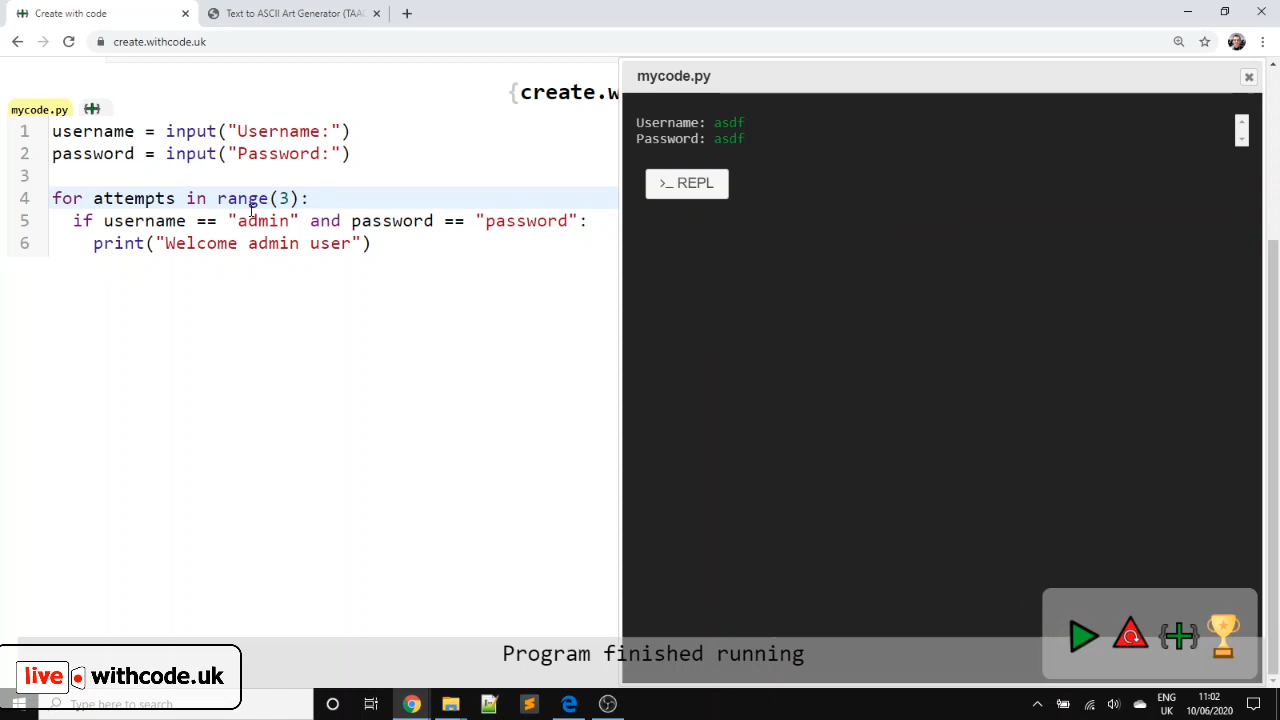 Create with code
Text to ASCII Art Generator (TAAG
create.withcode.uk
{create.w
mycode.py
mycode.py
1 username = input("Username:")
2 password = input("Password:")
3
4 for attempts in range(3):
5 if username == "admin" and password == "password":
6 print("Welcome admin user")
Username: asdf
Password: asdf
>_ REPL
Program finished running
live withcode.uk
Type here to search
ENG
UK
11:02
10/06/2020